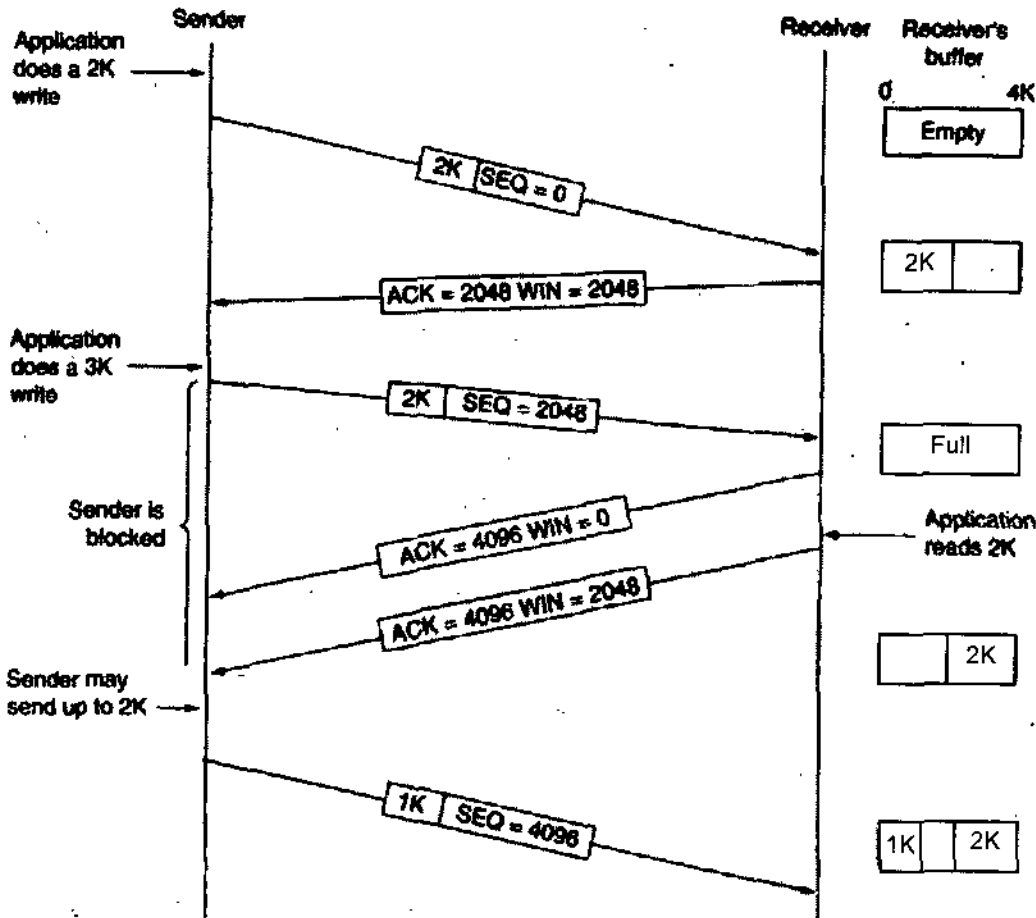 Sender
Receiver
Receiver's
buffer
Application
does a 2K
write
0
4K
Empty
2K SEQ = 0
2K
ACK = 2048 WIN = 2048
Application
does a 3K
write
2K SEQ = 2048
Full
Sender is
blocked
ACK = 4096 WIN = 0
Application
reads 2K
ACK = 4096 WIN = 2048
2K
Sender may
send up to 2K
1K SEQ = 4096
1K 2K